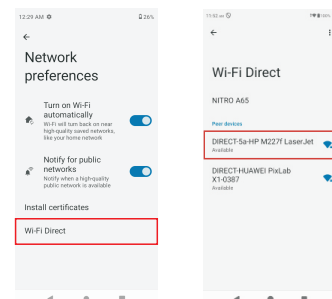 12:29 AM
26%
Network
preferences
Turn on Wi-Fi
automatically
Wi-Fi will turn back on near
high-quality saved networks,
like your home network
Notify for public
networks
Notify when a high-quality
public network is available
Install certificates
Wi-Fi Direct
Wi-Fi Direct
NITRO A65
Peer devices
DIRECT-5a-HP M227f LaserJet
Available
DIRECT-HUAWEI PixLab
X1-0387
Available